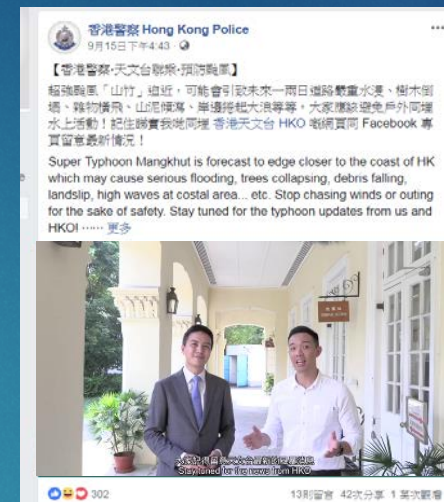 香港警察 Hong Kong Police
9月15日下午4:43
【香港警察‧天文台聯乘‧預防颱風】
超強颱風「山竹」迫近，可能會引致未來一兩日道路嚴重水浸、樹木倒
塌、雜物橫飛、山泥傾瀉、岸邊捲起大浪等等。大家應該避免戶外同埋
水上活動！記住睇實我哋同埋 香港天文台 HKO 嘅網頁同 Facebook 專
頁留意最新情況！
Super Typhoon Mangkhut is forecast to edge closer to the coast of HK
which may cause serious flooding, trees collapsing, debris falling,
landslip, high waves at costal area... etc. Stop chasing winds or outing
for the sake of safety. Stay tuned for the typhoon updates from us and
HKO! ...... 更多
Stay tuned for the news from HKO
302
13則留言 42次分享 1 萬次觀看